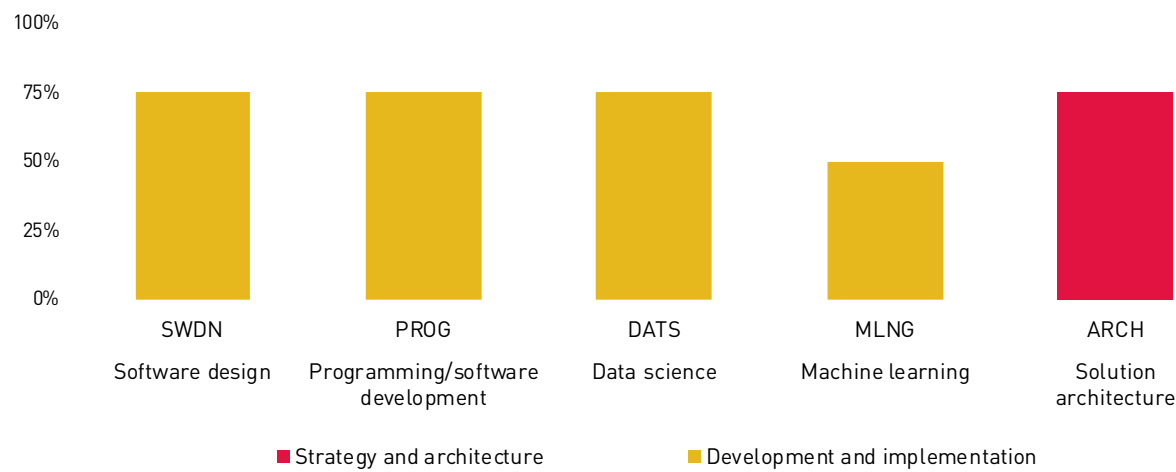 100%
75%
50%
25%
0%
SWDN
PROG
DATS
MLNG
ARCH
Software design
Programming/software
development
Data science
Machine learning
Solution
architecture
Strategy and architecture
Development and implementation